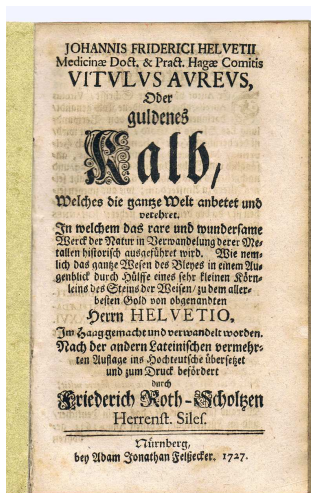 JOHANNIS FRIDERICI HELVETII
Medicinæ Doct. & Pract. Hagæ Comitis
VITVLVS AVREVS,
Oder
guldenes
Kalb,
Welches die gantze Welt anbetet und
verehret.
In welchem das rare und wundersame
Werck der Natur in Verwandelung derer Me-
tallen historisch ausgeführet wird. Wie nem-
lich das gantze Wesen des Bleyes in einem Au-
genblick durch Hülffe eines sehr kleinen Körn-
leins des Steins der Weisen/ zu dem aller-
besten Gold von obgenandten
Herrn HELVETIO,
Im Haag gemacht und verwandelt worden.
Nach der andern Lateinischen vermehr-
ten Auflage ins Hochteutsche übersetzet
und zum Druck befördert
durch
Friederich Roth-Scholtzen
Herrenst. Siles.
Nürnberg,
bey Adam Jonathan Felßecker. 1727.